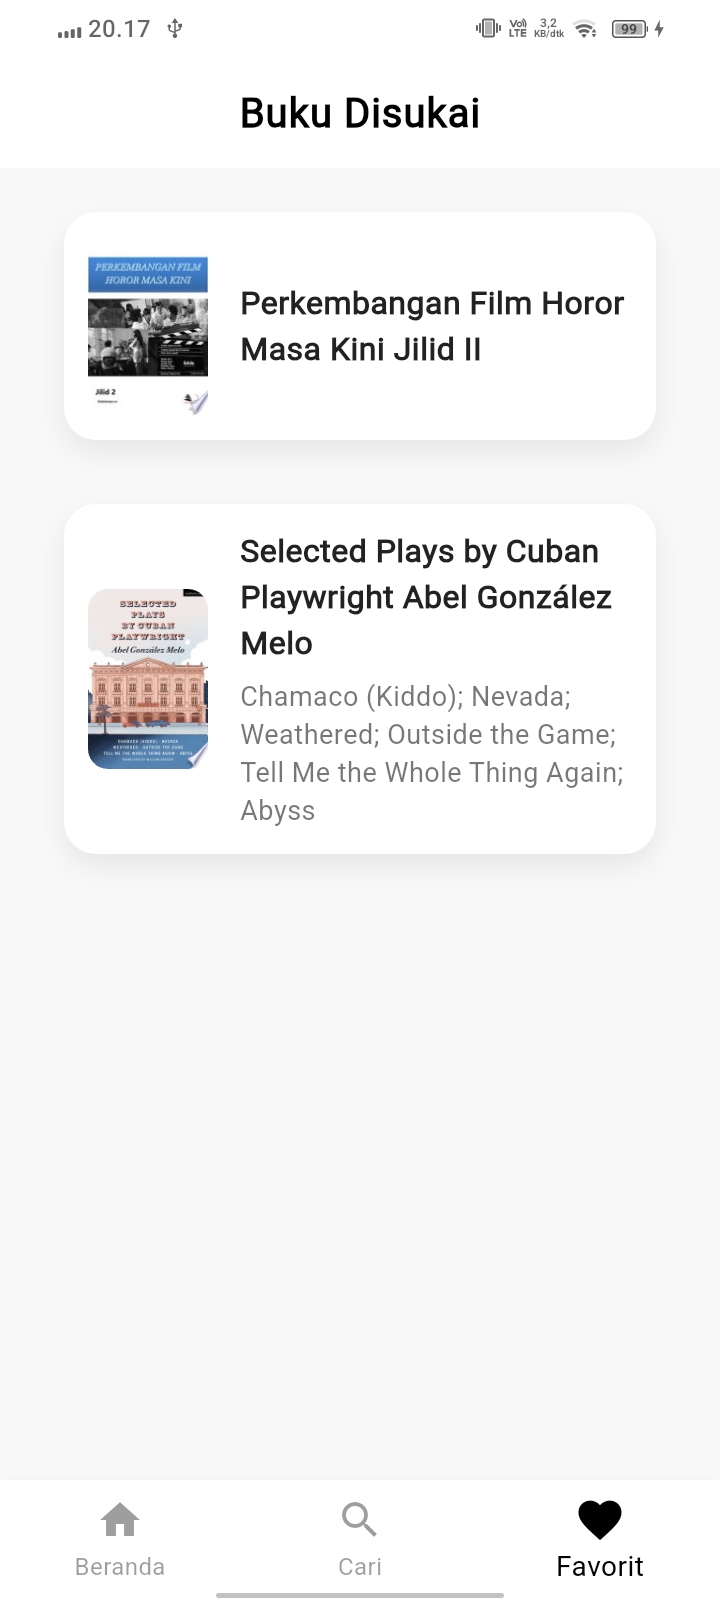 20.17
Vo)
LTE
3,2
KB/dtk
99
Buku Disukai
PERKEMBANGAN FILM
HOROR MASA KINI
Jilid 2
Perkembangan Film Horor
Masa Kini Jilid II
SELECTED
PLAYS
BY CUBAN
PLAYWRIGHT
Abel González Melo
CHAMACO (KIDDO) · NEVADA
WEATHERED · OUTSIDE THE GAME
TELL ME THE WHOLE THING AGAIN · ABYSS
Selected Plays by Cuban
Playwright Abel González
Melo
Chamaco (Kiddo); Nevada;
Weathered; Outside the Game;
Tell Me the Whole Thing Again;
Abyss
Beranda
Cari
Favorit